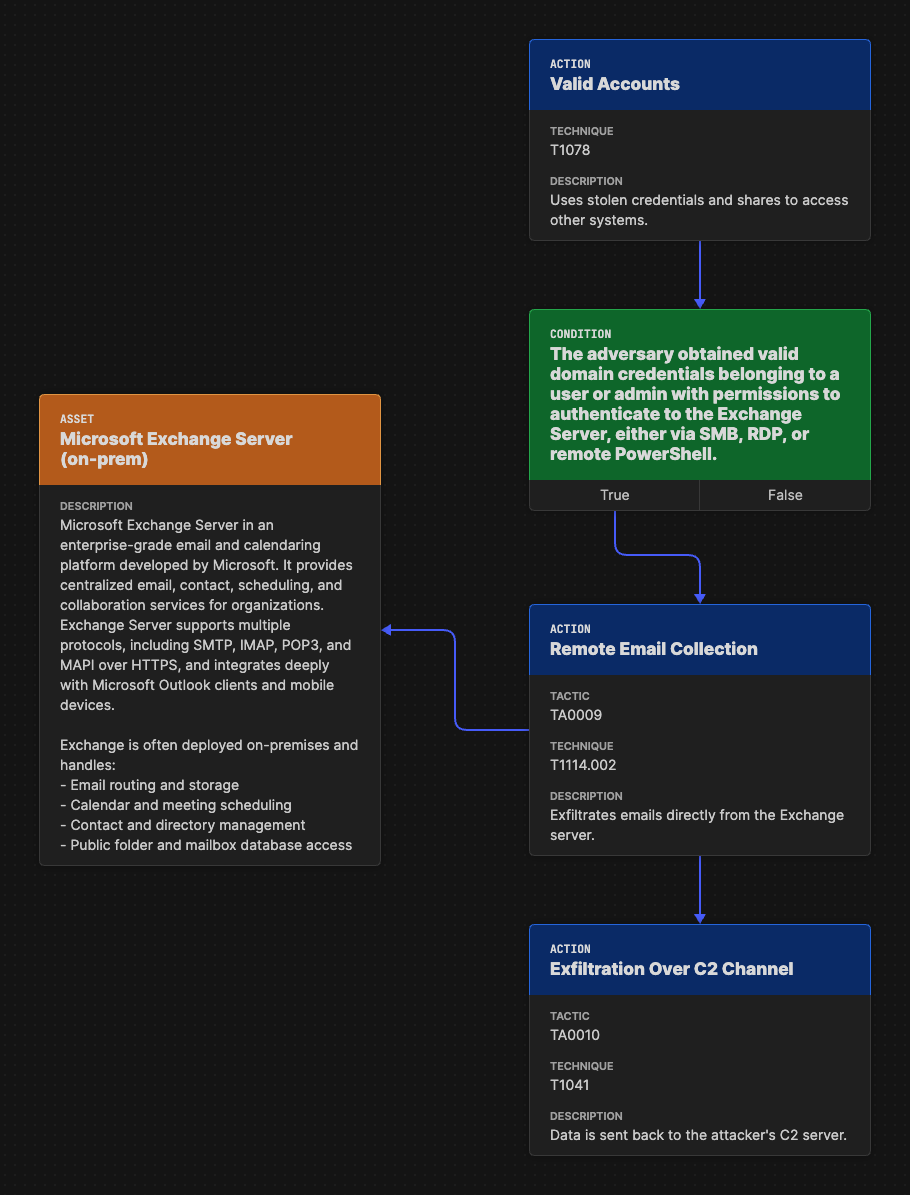 ACTION
Valid Accounts
TECHNIQUE
T1078
DESCRIPTION
Uses stolen credentials and shares to access
other systems.
CONDITION
The adversary obtained valid
domain credentials belonging to a
user or admin with permissions to
authenticate to the Exchange
Server, either via SMB, RDP, or
remote PowerShell.
True
False
ASSET
Microsoft Exchange Server
(on-prem)
DESCRIPTION
Microsoft Exchange Server in an
enterprise-grade email and calendaring
platform developed by Microsoft. It provides
centralized email, contact, scheduling, and
collaboration services for organizations.
Exchange Server supports multiple
protocols, including SMTP, IMAP, POP3, and
MAPI over HTTPS, and integrates deeply
with Microsoft Outlook clients and mobile
devices.
Exchange is often deployed on-premises and
handles:
- Email routing and storage
- Calendar and meeting scheduling
- Contact and directory management
- Public folder and mailbox database access
ACTION
Remote Email Collection
TACTIC
TA0009
TECHNIQUE
T1114.002
DESCRIPTION
Exfiltrates emails directly from the Exchange
server.
ACTION
Exfiltration Over C2 Channel
TACTIC
TA0010
TECHNIQUE
T1041
DESCRIPTION
Data is sent back to the attacker's C2 server.